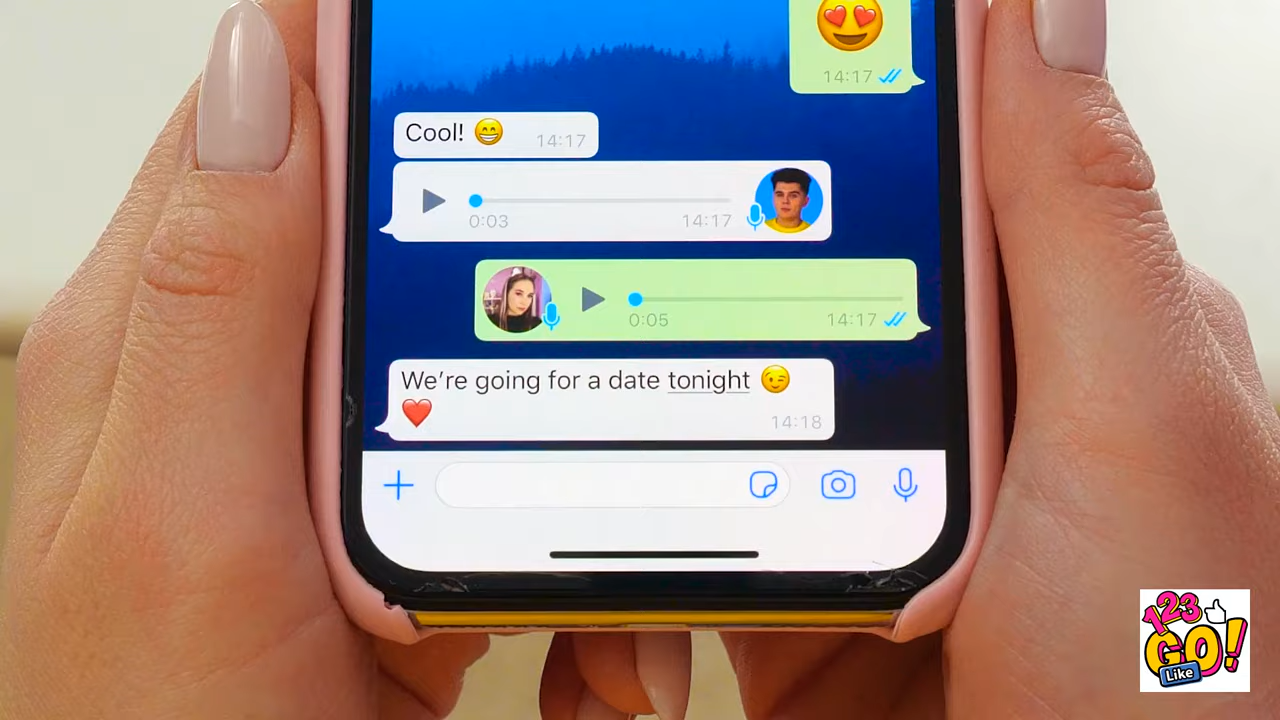 14:17
Cool! 😁 14:17
0:03 14:17
0:05 14:17
We're going for a date tonight 😉
❤️
14:18
123
GO!
Like